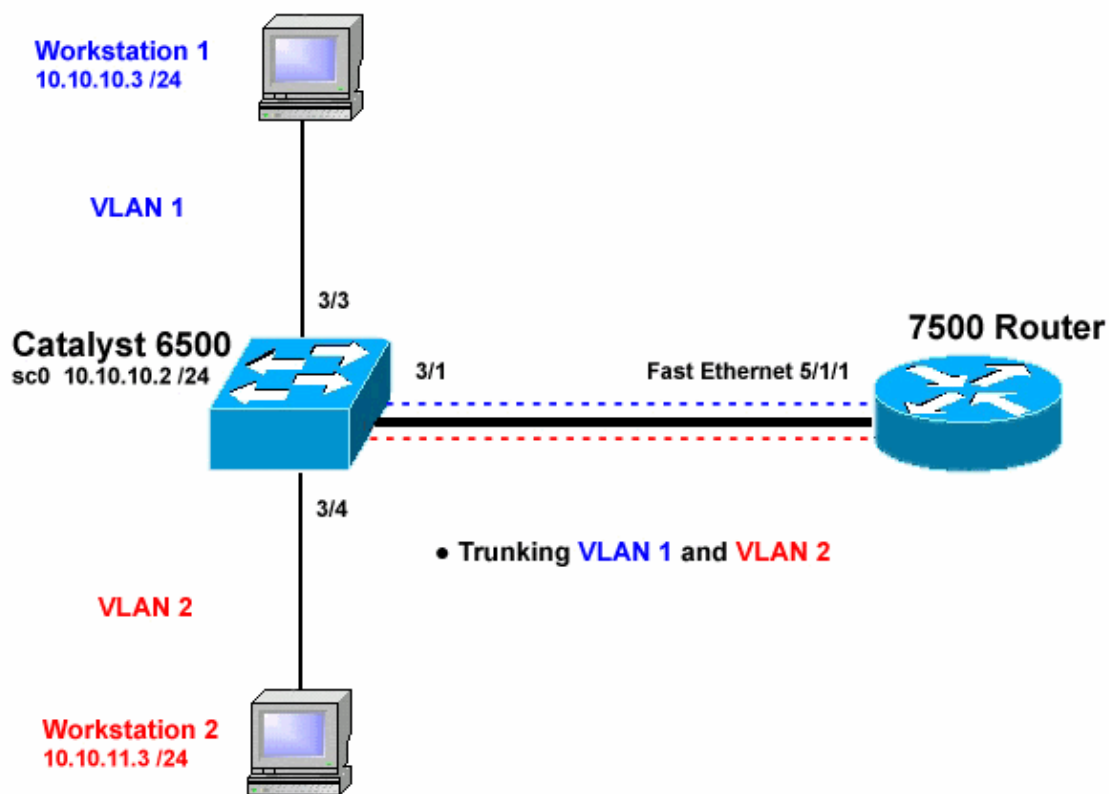 Workstation 1
10.10.10.3 /24
VLAN 1
3/3
Catalyst 6500
sc0 10.10.10.2 /24
3/1
Fast Ethernet 5/1/1
7500 Router
3/4
● Trunking VLAN 1 and VLAN 2
VLAN 2
Workstation 2
10.10.11.3 /24